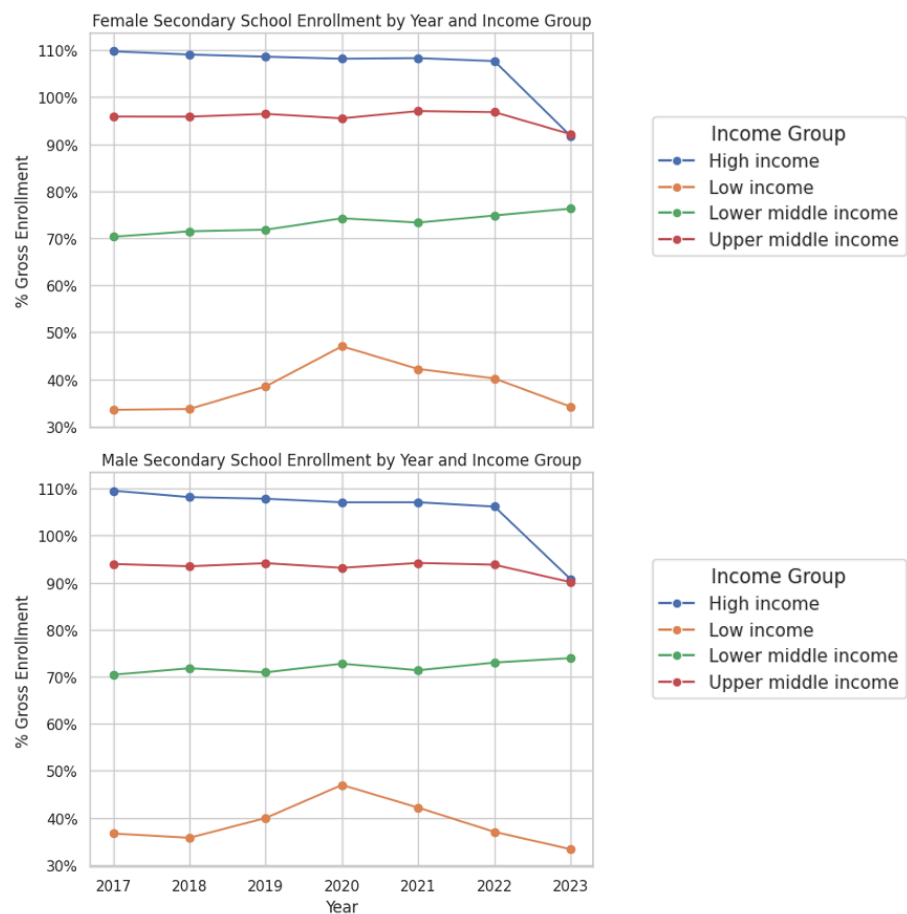 Female Secondary School Enrollment by Year and Income Group
110%
100%
90%
80%
70%
60%
50%
40%
30%
% Gross Enrollment
Income Group
High income
Low income
Lower middle income
Upper middle income
Male Secondary School Enrollment by Year and Income Group
110%
100%
90%
80%
70%
60%
50%
40%
30%
% Gross Enrollment
2017 2018 2019 2020 2021 2022 2023
Year
Income Group
High income
Low income
Lower middle income
Upper middle income